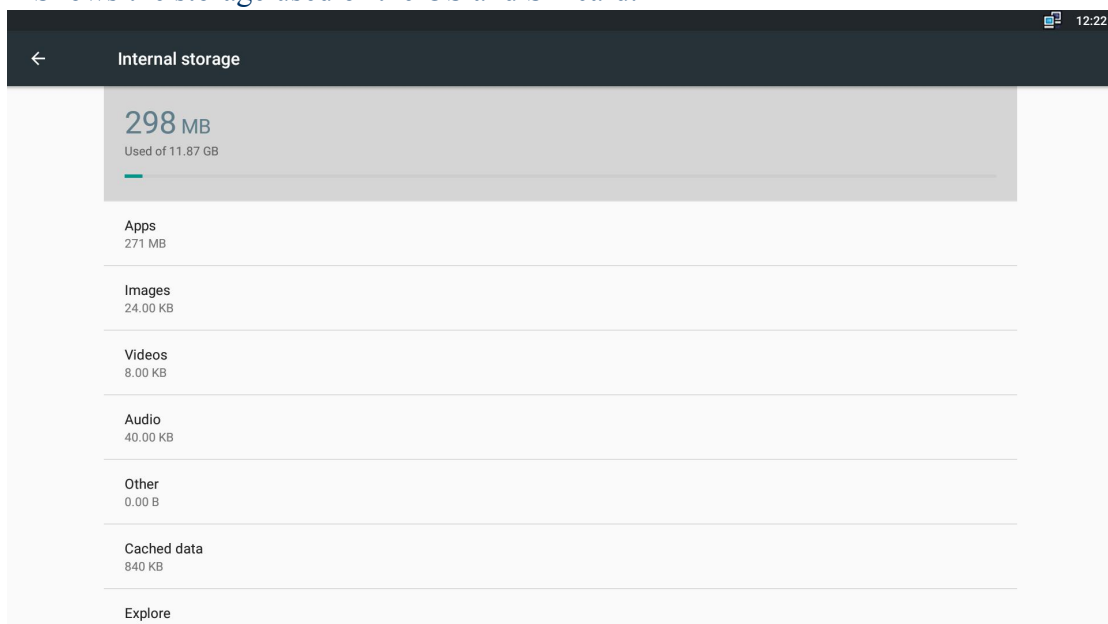 12:22
Internal storage
298 MB
Used of 11.87 GB
Apps
271 MB
Images
24.00 KB
Videos
8.00 KB
Audio
40.00 KB
Other
0.00 B
Cached data
840 KB
Explore